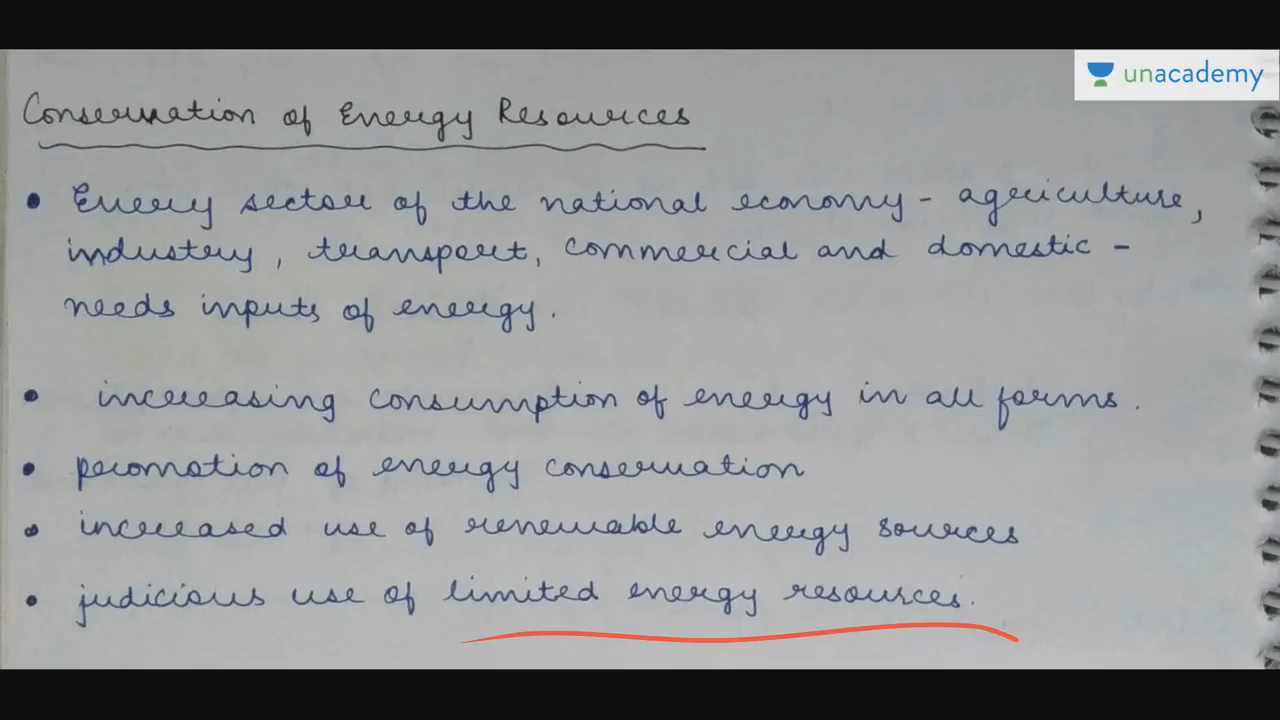 unacademy
Conservation of Energy Resources
• Every sector of the national economy - agriculture,
industry, transport, commercial and domestic -
needs inputs of energy.
• increasing consumption of energy in all forms.
• promotion of energy conservation
• increased use of renewable energy sources
• judicious use of limited energy resources.